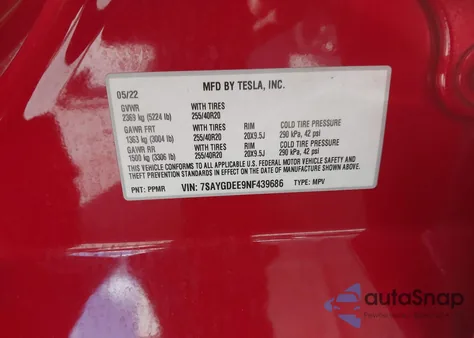 MFD BY TESLA, INC.
05/22
GVWR WITH TIRES
2369 kg (5224 lb) 255/40R20
GAWR FRT WITH TIRES RIM COLD TIRE PRESSURE
1363 kg (3004 lb) 255/40R20 20X9.5J 290 kPa, 42 psi
GAWR RR WITH TIRES RIM COLD TIRE PRESSURE
1500 kg (3306 lb) 255/40R20 20X9.5J 290 kPa, 42 psi
THIS VEHICLE CONFORMS TO ALL APPLICABLE FEDERAL MOTOR VEHICLE SAFETY AND
THEFT PREVENTION STANDARDS IN EFFECT ON THE DATE OF MANUFACTURE SHOWN ABOVE.
PNT: PPMR VIN: 7SAYGDEE9NF439686 TYPE: MPV
autoSnap